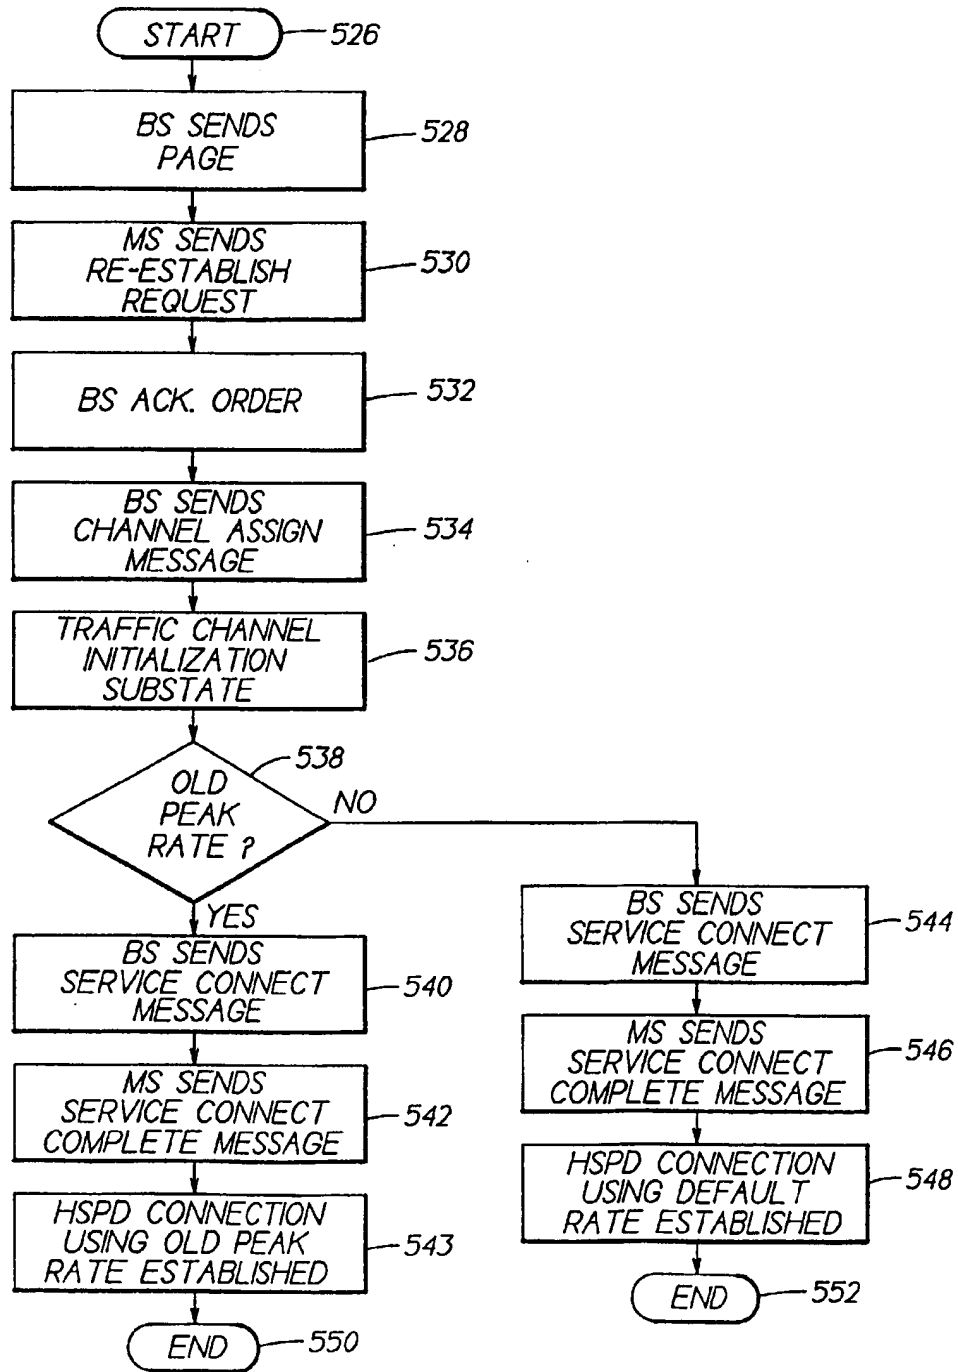 START
526
BS SENDS
PAGE
528
MS SENDS
RE-ESTABLISH
REQUEST
530
BS ACK. ORDER
532
BS SENDS
CHANNEL ASSIGN
MESSAGE
534
TRAFFIC CHANNEL
INITIALIZATION
SUBSTATE
536
OLD
PEAK
RATE ?
538
NO
YES
BS SENDS
SERVICE CONNECT
MESSAGE
540
MS SENDS
SERVICE CONNECT
COMPLETE MESSAGE
542
HSPD CONNECTION
USING OLD PEAK
RATE ESTABLISHED
543
END
550
BS SENDS
SERVICE CONNECT
MESSAGE
544
MS SENDS
SERVICE CONNECT
COMPLETE MESSAGE
546
HSPD CONNECTION
USING DEFAULT
RATE ESTABLISHED
548
END
552